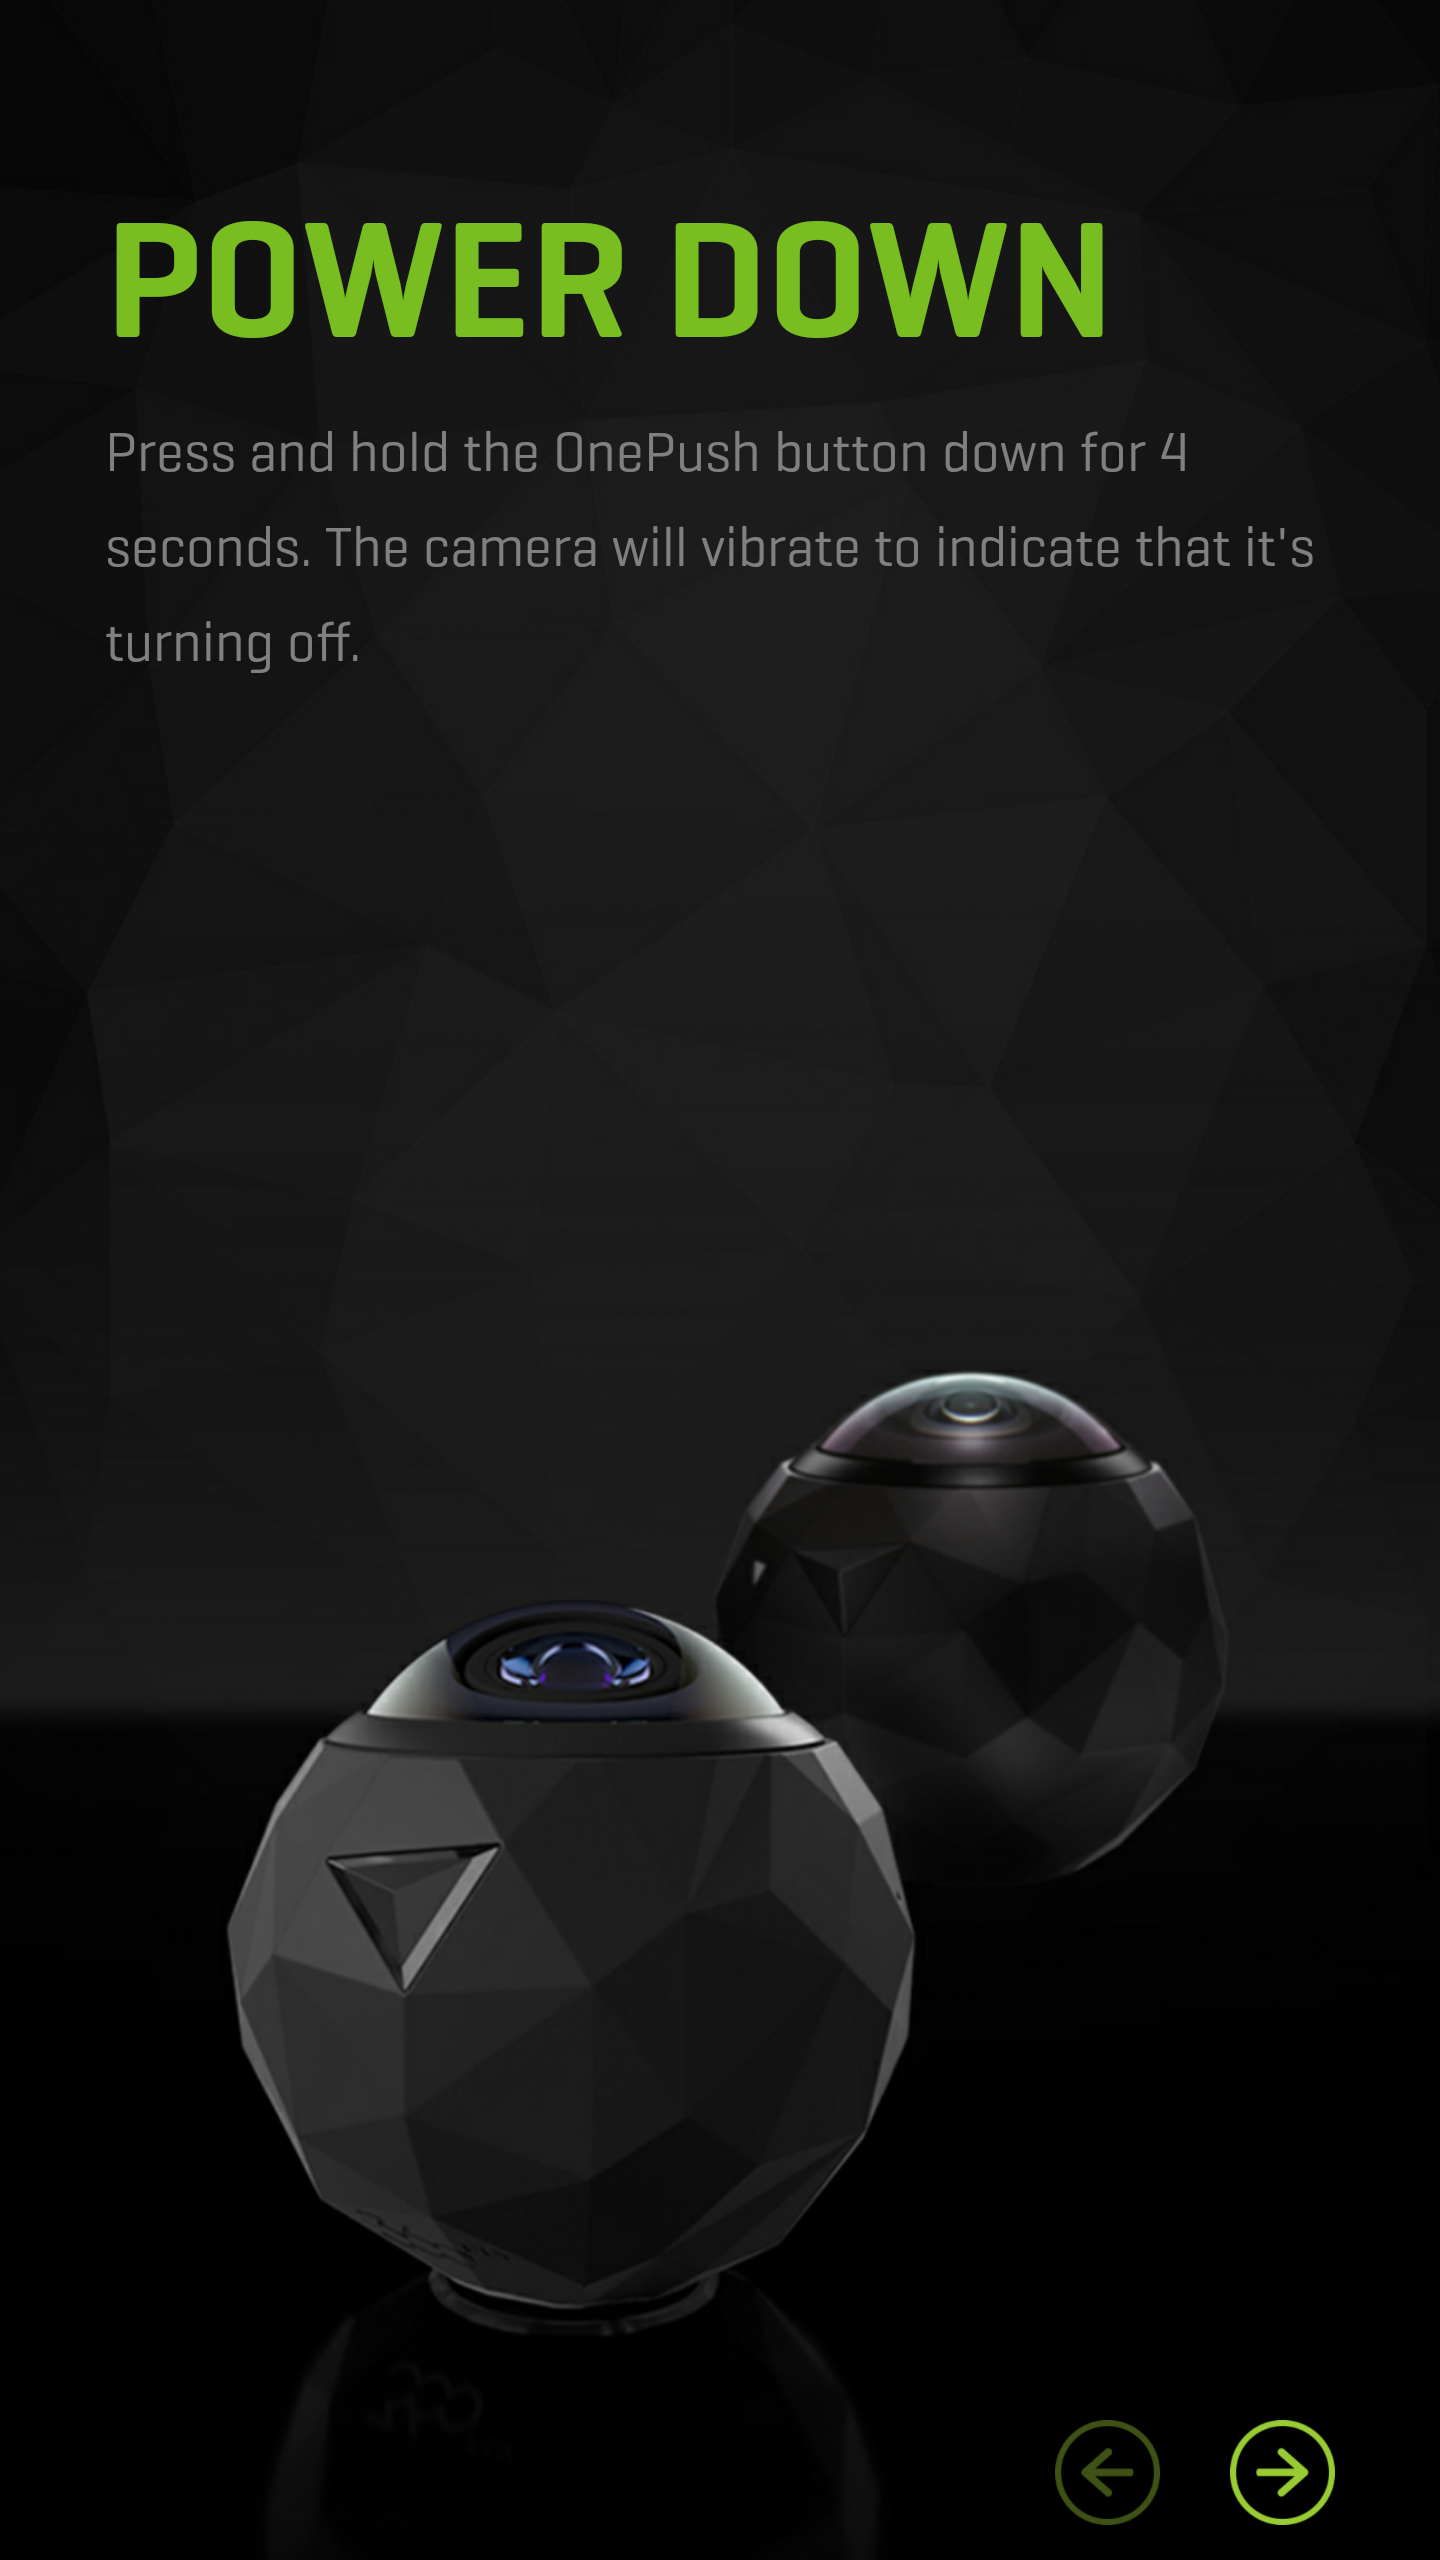 POWER DOWN
Press and hold the OnePush button down for 4
seconds. The camera will vibrate to indicate that it's
turning off.